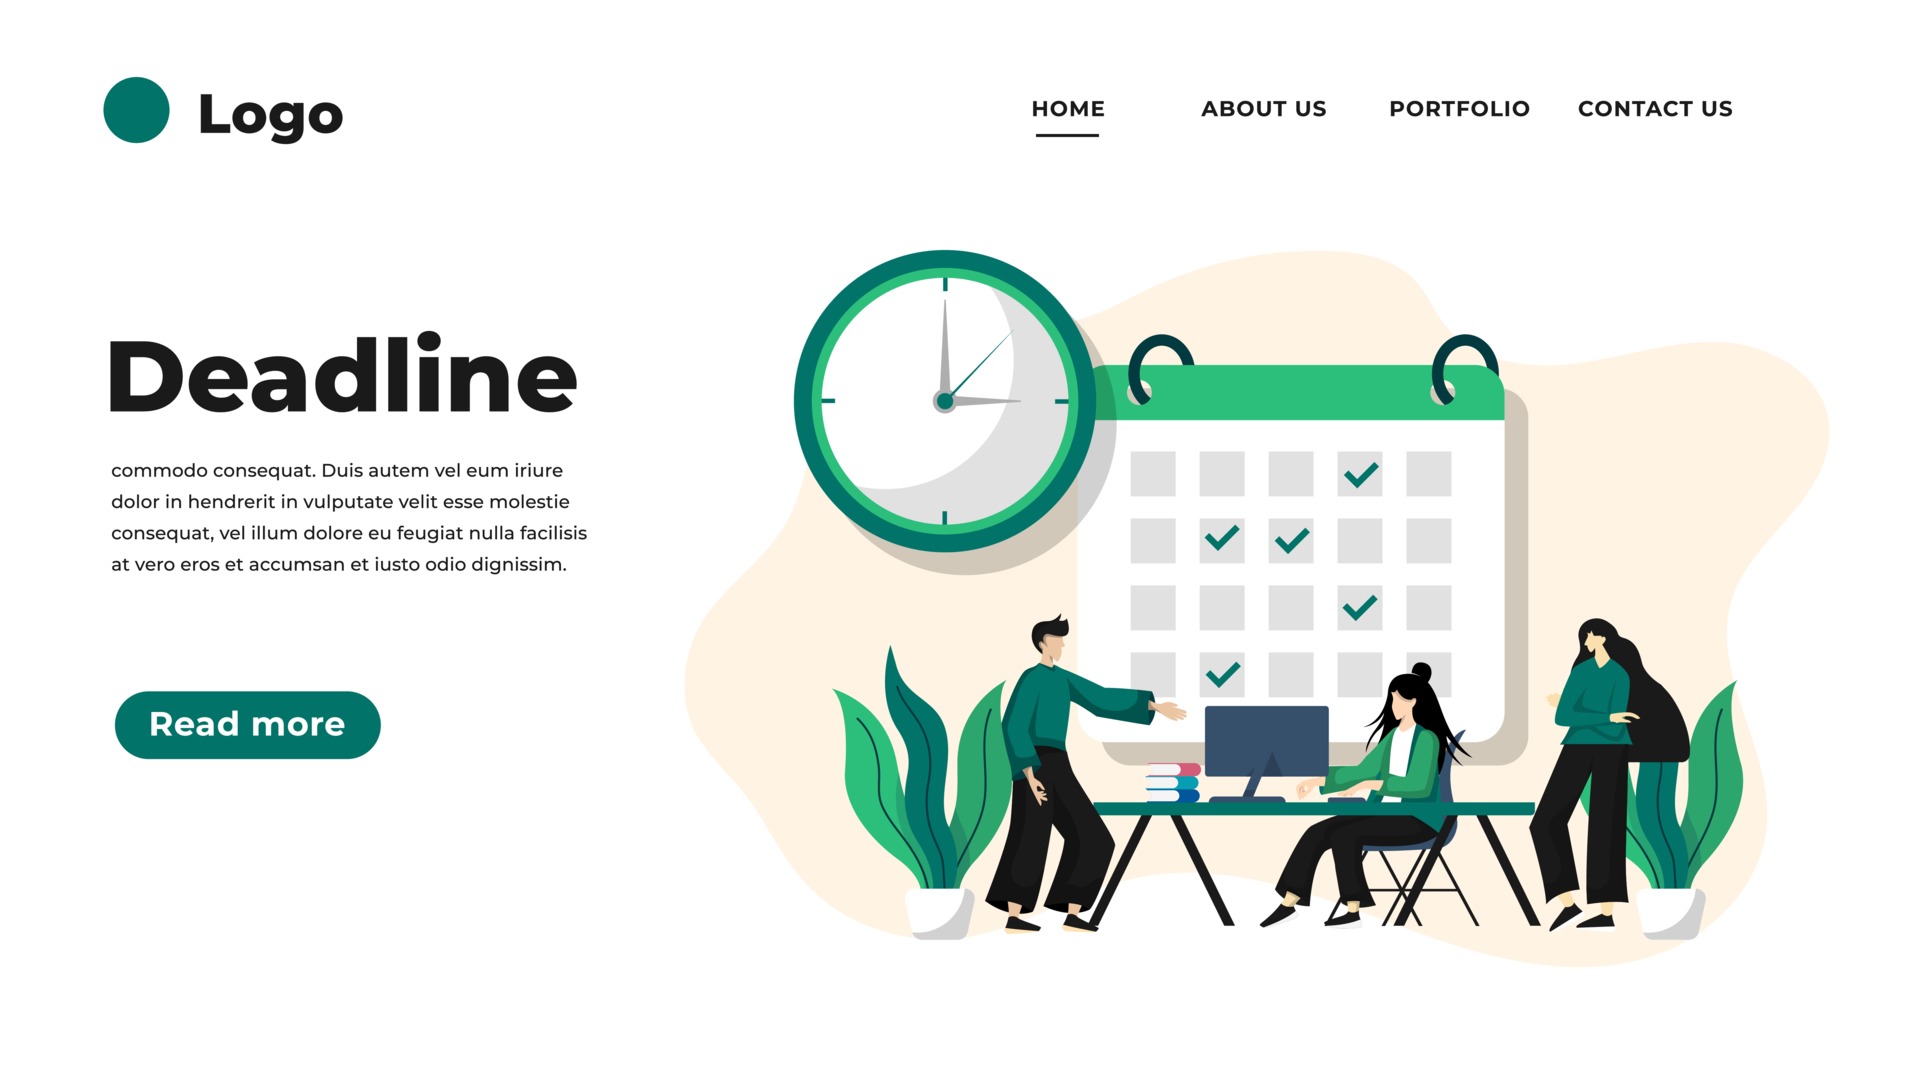 Logo
HOME
ABOUT US
PORTFOLIO
CONTACT US
Deadline
commodo consequat. Duis autem vel eum iriure
dolor in hendrerit in vulputate velit esse molestie
consequat, vel illum dolore eu feugiat nulla facilisis
at vero eros et accumsan et iusto odio dignissim.
Read more